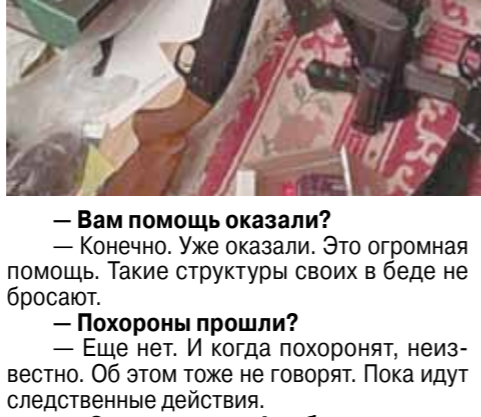 — Вам помощь оказали?
— Конечно. Уже оказали. Это огромная
помощь. Такие структуры своих в беде не
бросают.
— Похороны прошли?
— Еще нет. И когда похоронят, неиз-
вестно. Об этом тоже не говорят. Пока идут
следственные действия.